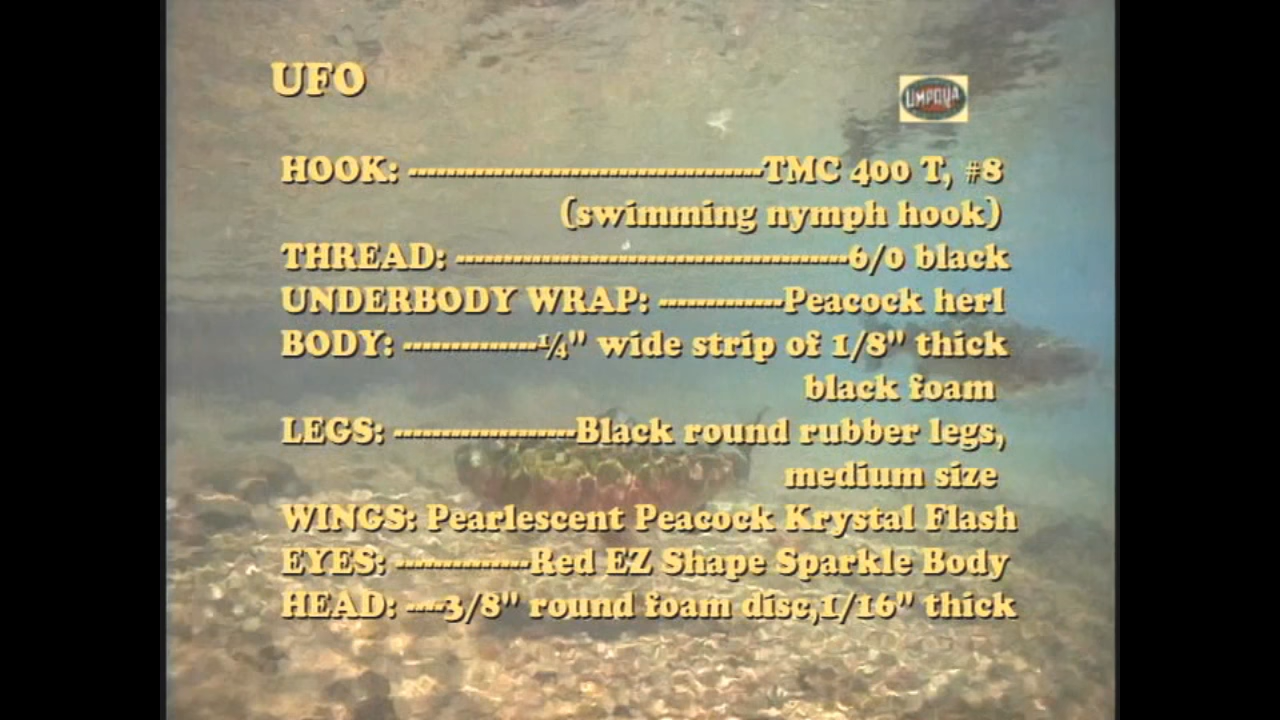 UFO
UMPQUA
HOOK: -------------------------------------TMC 400 T, #8
(swimming nymph hook)
THREAD: -----------------------------------------6/0 black
UNDERBODY WRAP: -------------Peacock herl
BODY: --------------¼" wide strip of 1/8" thick
black foam
LEGS: -------------------Black round rubber legs,
medium size
WINGS: Pearlescent Peacock Krystal Flash
EYES: --------------Red EZ Shape Sparkle Body
HEAD: ----3/8" round foam disc,1/16" thick